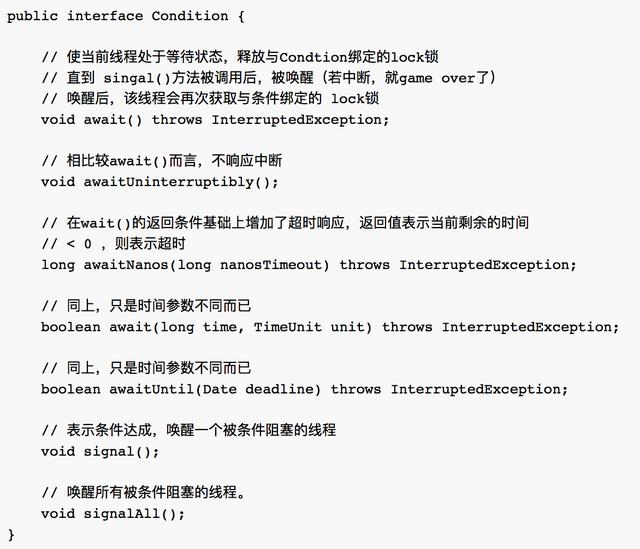 public interface Condition {
// 使当前线程处于等待状态，释放与Condtion绑定的lock锁
// 直到 singal()方法被调用后，被唤醒（若中断，就game over了）
// 唤醒后，该线程会再次获取与条件绑定的 lock锁
void await() throws InterruptedException;
// 相比较await()而言，不响应中断
void awaitUninterruptibly();
// 在wait()的返回条件基础上增加了超时响应，返回值表示当前剩余的时间
// < 0 ，则表示超时
long awaitNanos(long nanosTimeout) throws InterruptedException;
// 同上，只是时间参数不同而已
boolean await(long time, TimeUnit unit) throws InterruptedException;
// 同上，只是时间参数不同而已
boolean awaitUntil(Date deadline) throws InterruptedException;
// 表示条件达成，唤醒一个被条件阻塞的线程
void signal();
// 唤醒所有被条件阻塞的线程。
void signalAll();
}